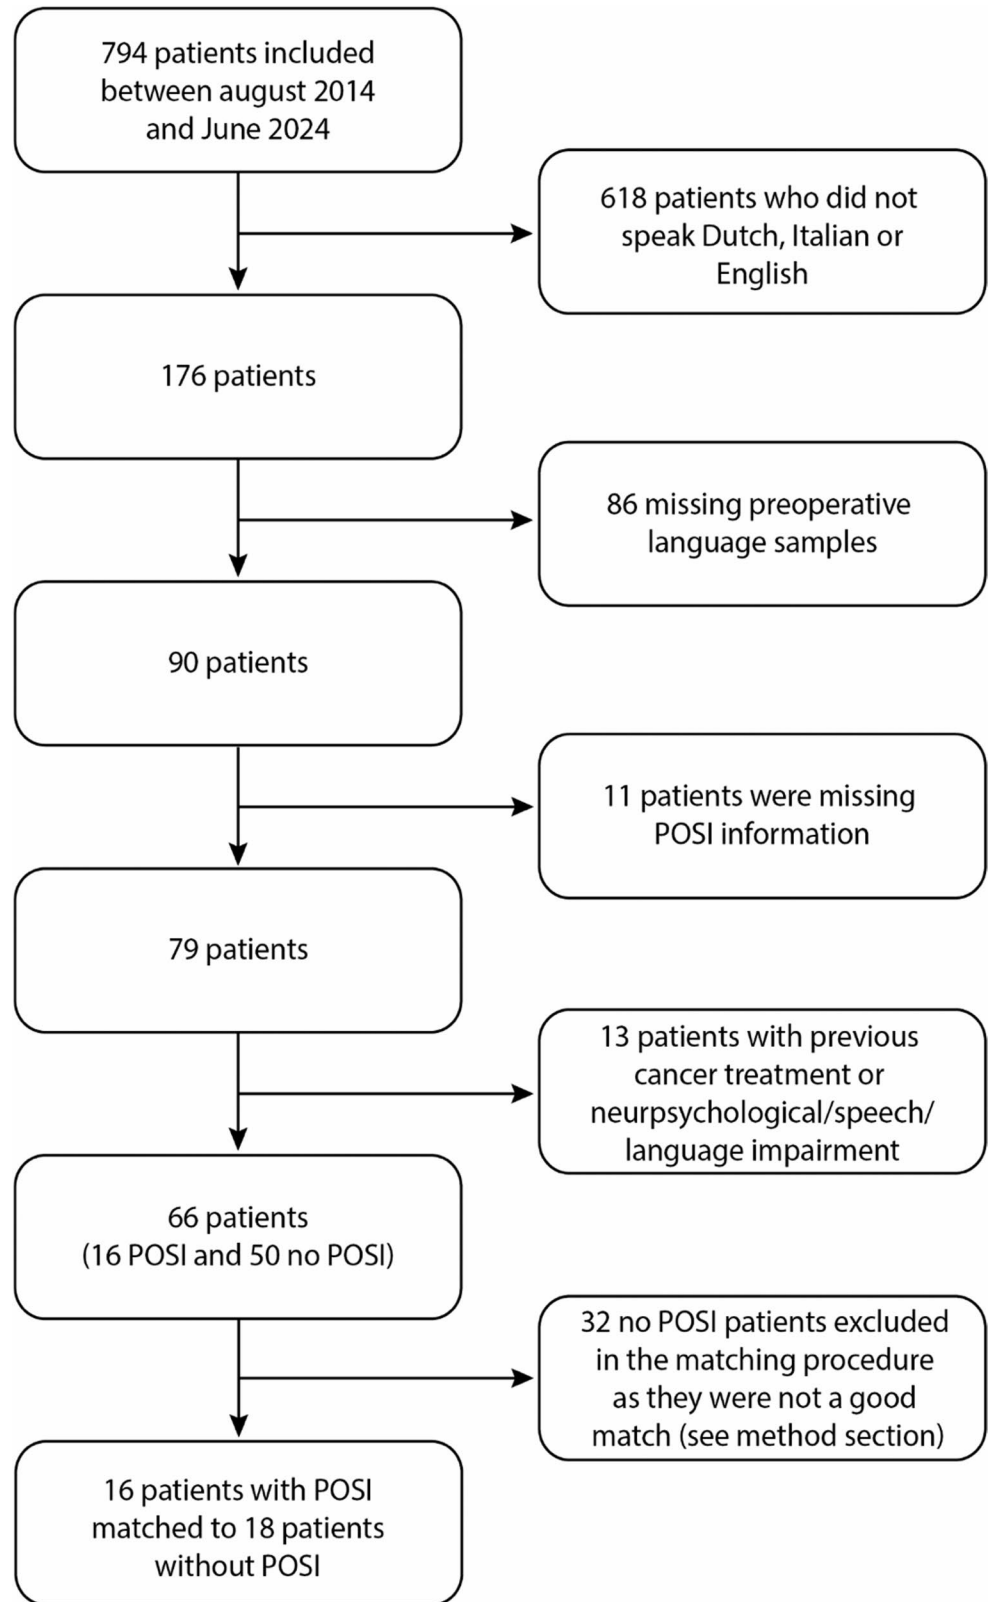 794 patients included
between august 2014
and June 2024
618 patients who did not
speak Dutch, Italian or
English
176 patients
86 missing preoperative
language samples
90 patients
11 patients were missing
POSI information
79 patients
13 patients with previous
cancer treatment or
neurpsychological/speech/
language impairment
66 patients
(16 POSI and 50 no POSI)
32 no POSI patients excluded
in the matching procedure
as they were not a good
match (see method section)
16 patients with POSI
matched to 18 patients
without POSI